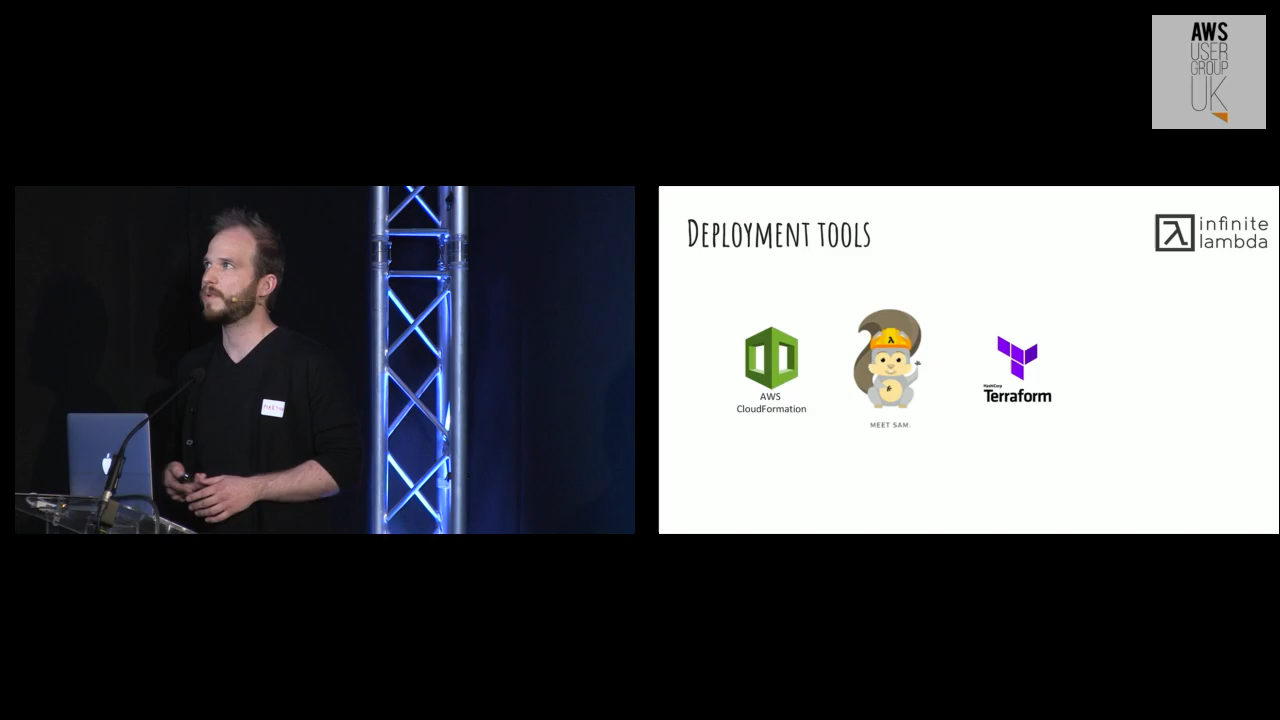 AWS
USER
GROUP
UK
DEPLOYMENT TOOLS
infinite
lambda
AWS
CloudFormation
MEET SAM.
HashiCorp
Terraform